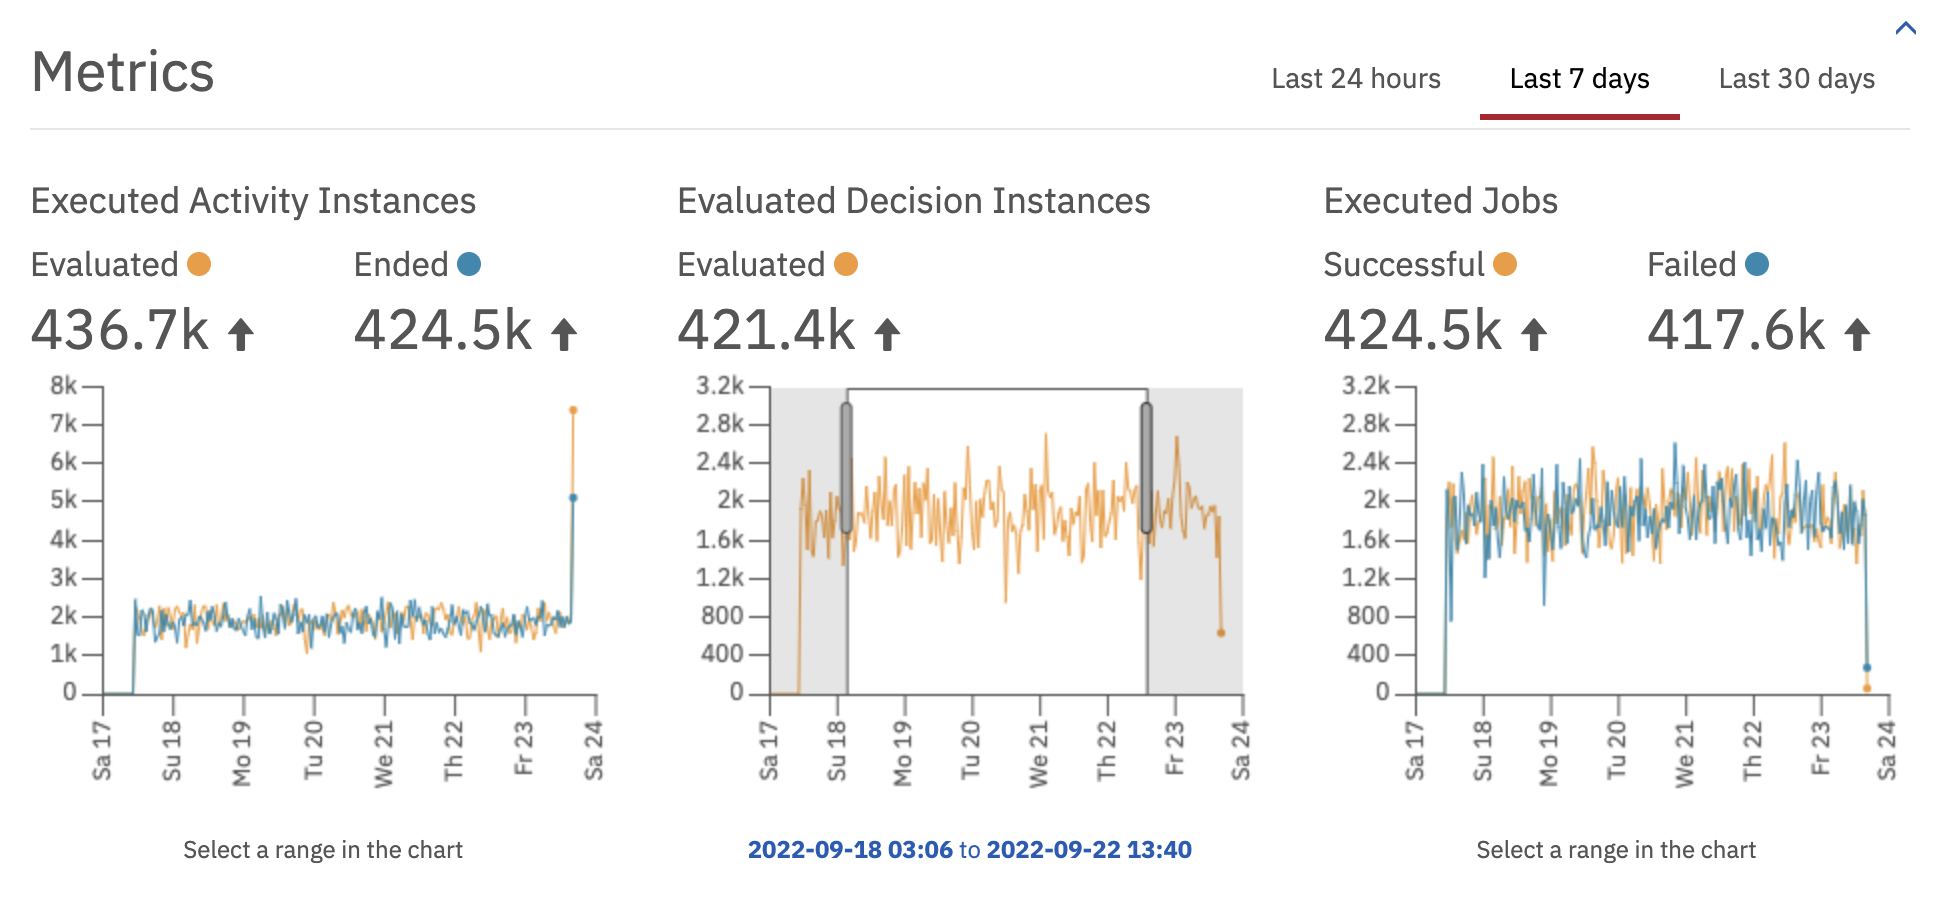 Metrics
Last 24 hours
Last 7 days
Last 30 days
Executed Activity Instances
Evaluated
Ended
436.7k
424.5k
8k
7k
6k
5k
4k
3k
2k
1k
0
Sa 17
Su 18
Mo 19
Tu 20
We 21
Th 22
Fr 23
Sa 24
Select a range in the chart
Evaluated Decision Instances
Evaluated
421.4k
3.2k
2.8k
2.4k
2k
1.6k
1.2k
800
400
0
Sa 17
Su 18
Mo 19
Tu 20
We 21
Th 22
Fr 23
Sa 24
2022-09-18 03:06 to 2022-09-22 13:40
Executed Jobs
Successful
Failed
424.5k
417.6k
3.2k
2.8k
2.4k
2k
1.6k
1.2k
800
400
0
Sa 17
Su 18
Mo 19
Tu 20
We 21
Th 22
Fr 23
Sa 24
Select a range in the chart